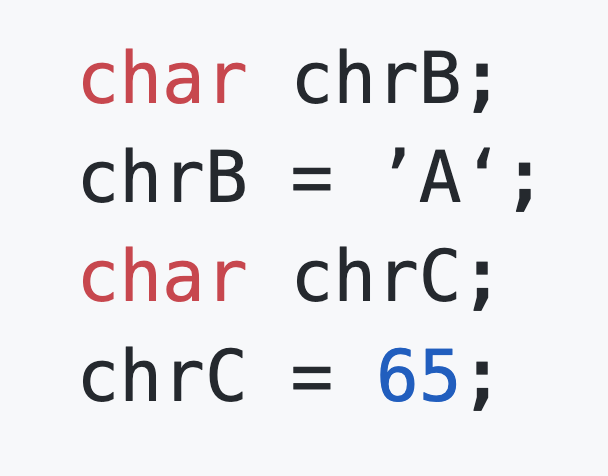 char chrB;
chrB = ’A‘;
char chrC;
chrC = 65;